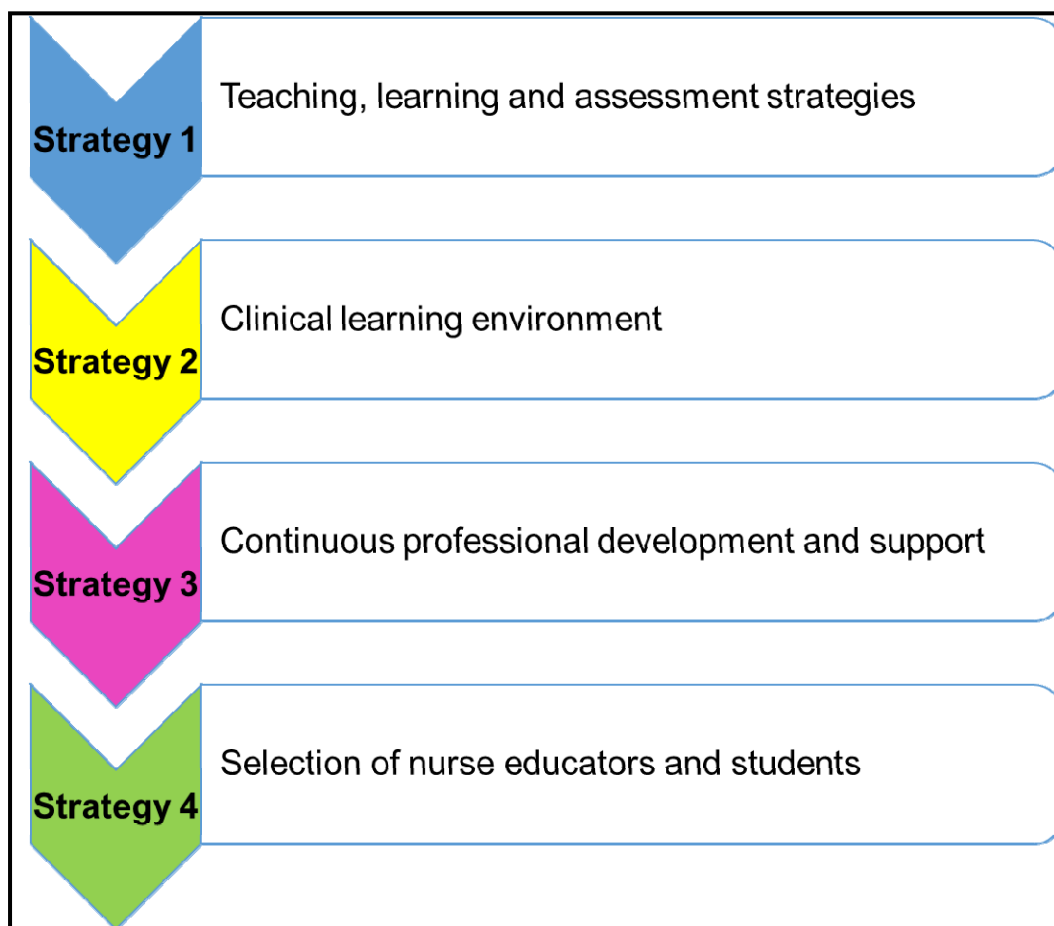 Strategy 1
Teaching, learning and assessment strategies
Strategy 2
Clinical learning environment
Strategy 3
Continuous professional development and support
Strategy 4
Selection of nurse educators and students